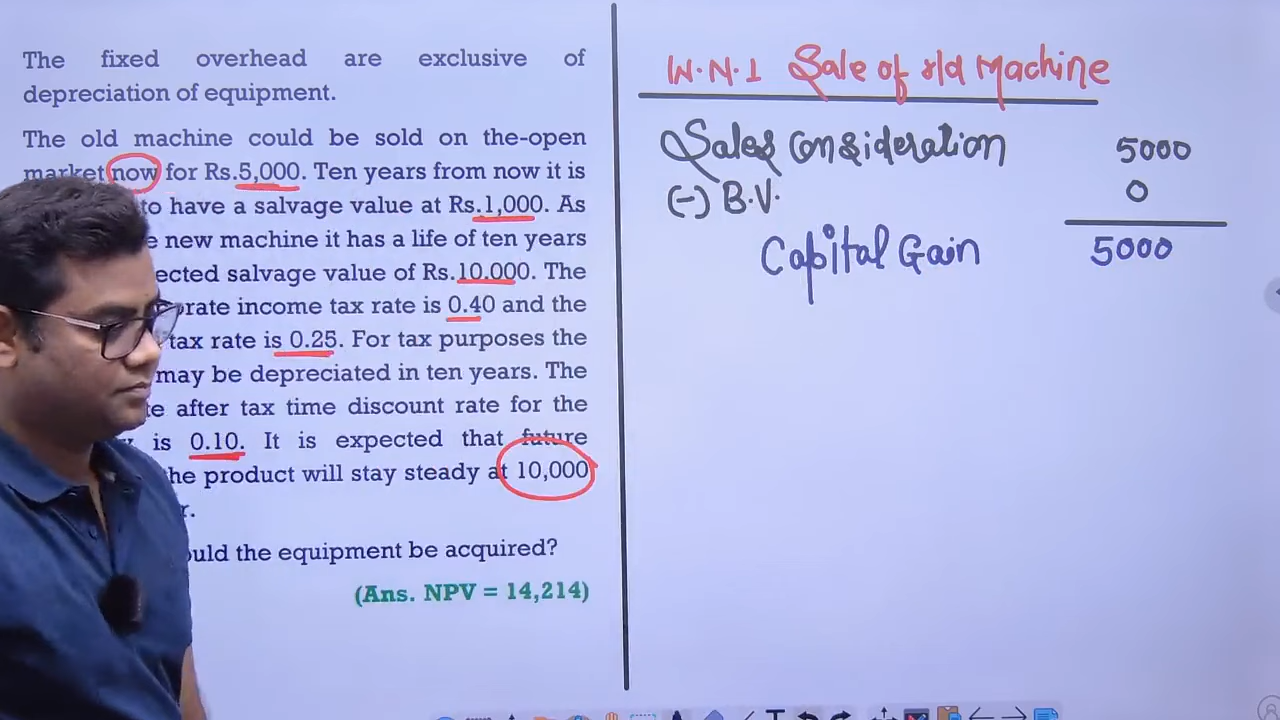 The fixed overhead are exclusive of
depreciation of equipment.
The old machine could be sold on the-open
market now for Rs.5,000. Ten years from now it is
to have a salvage value at Rs.1,000. As
new machine it has a life of ten years
salvage value of Rs.10.000. The
income tax rate is 0.40 and the
tax rate is 0.25. For tax purposes the
may be depreciated in ten years. The
after tax time discount rate for the
is 0.10. It is expected that future
the product will stay steady at 10,000
the equipment be acquired?
(Ans. NPV = 14,214)
W.N.1 Sale of old Machine
Sales Consideration 5000
(-) B.V. 0
Capital Gain 5000